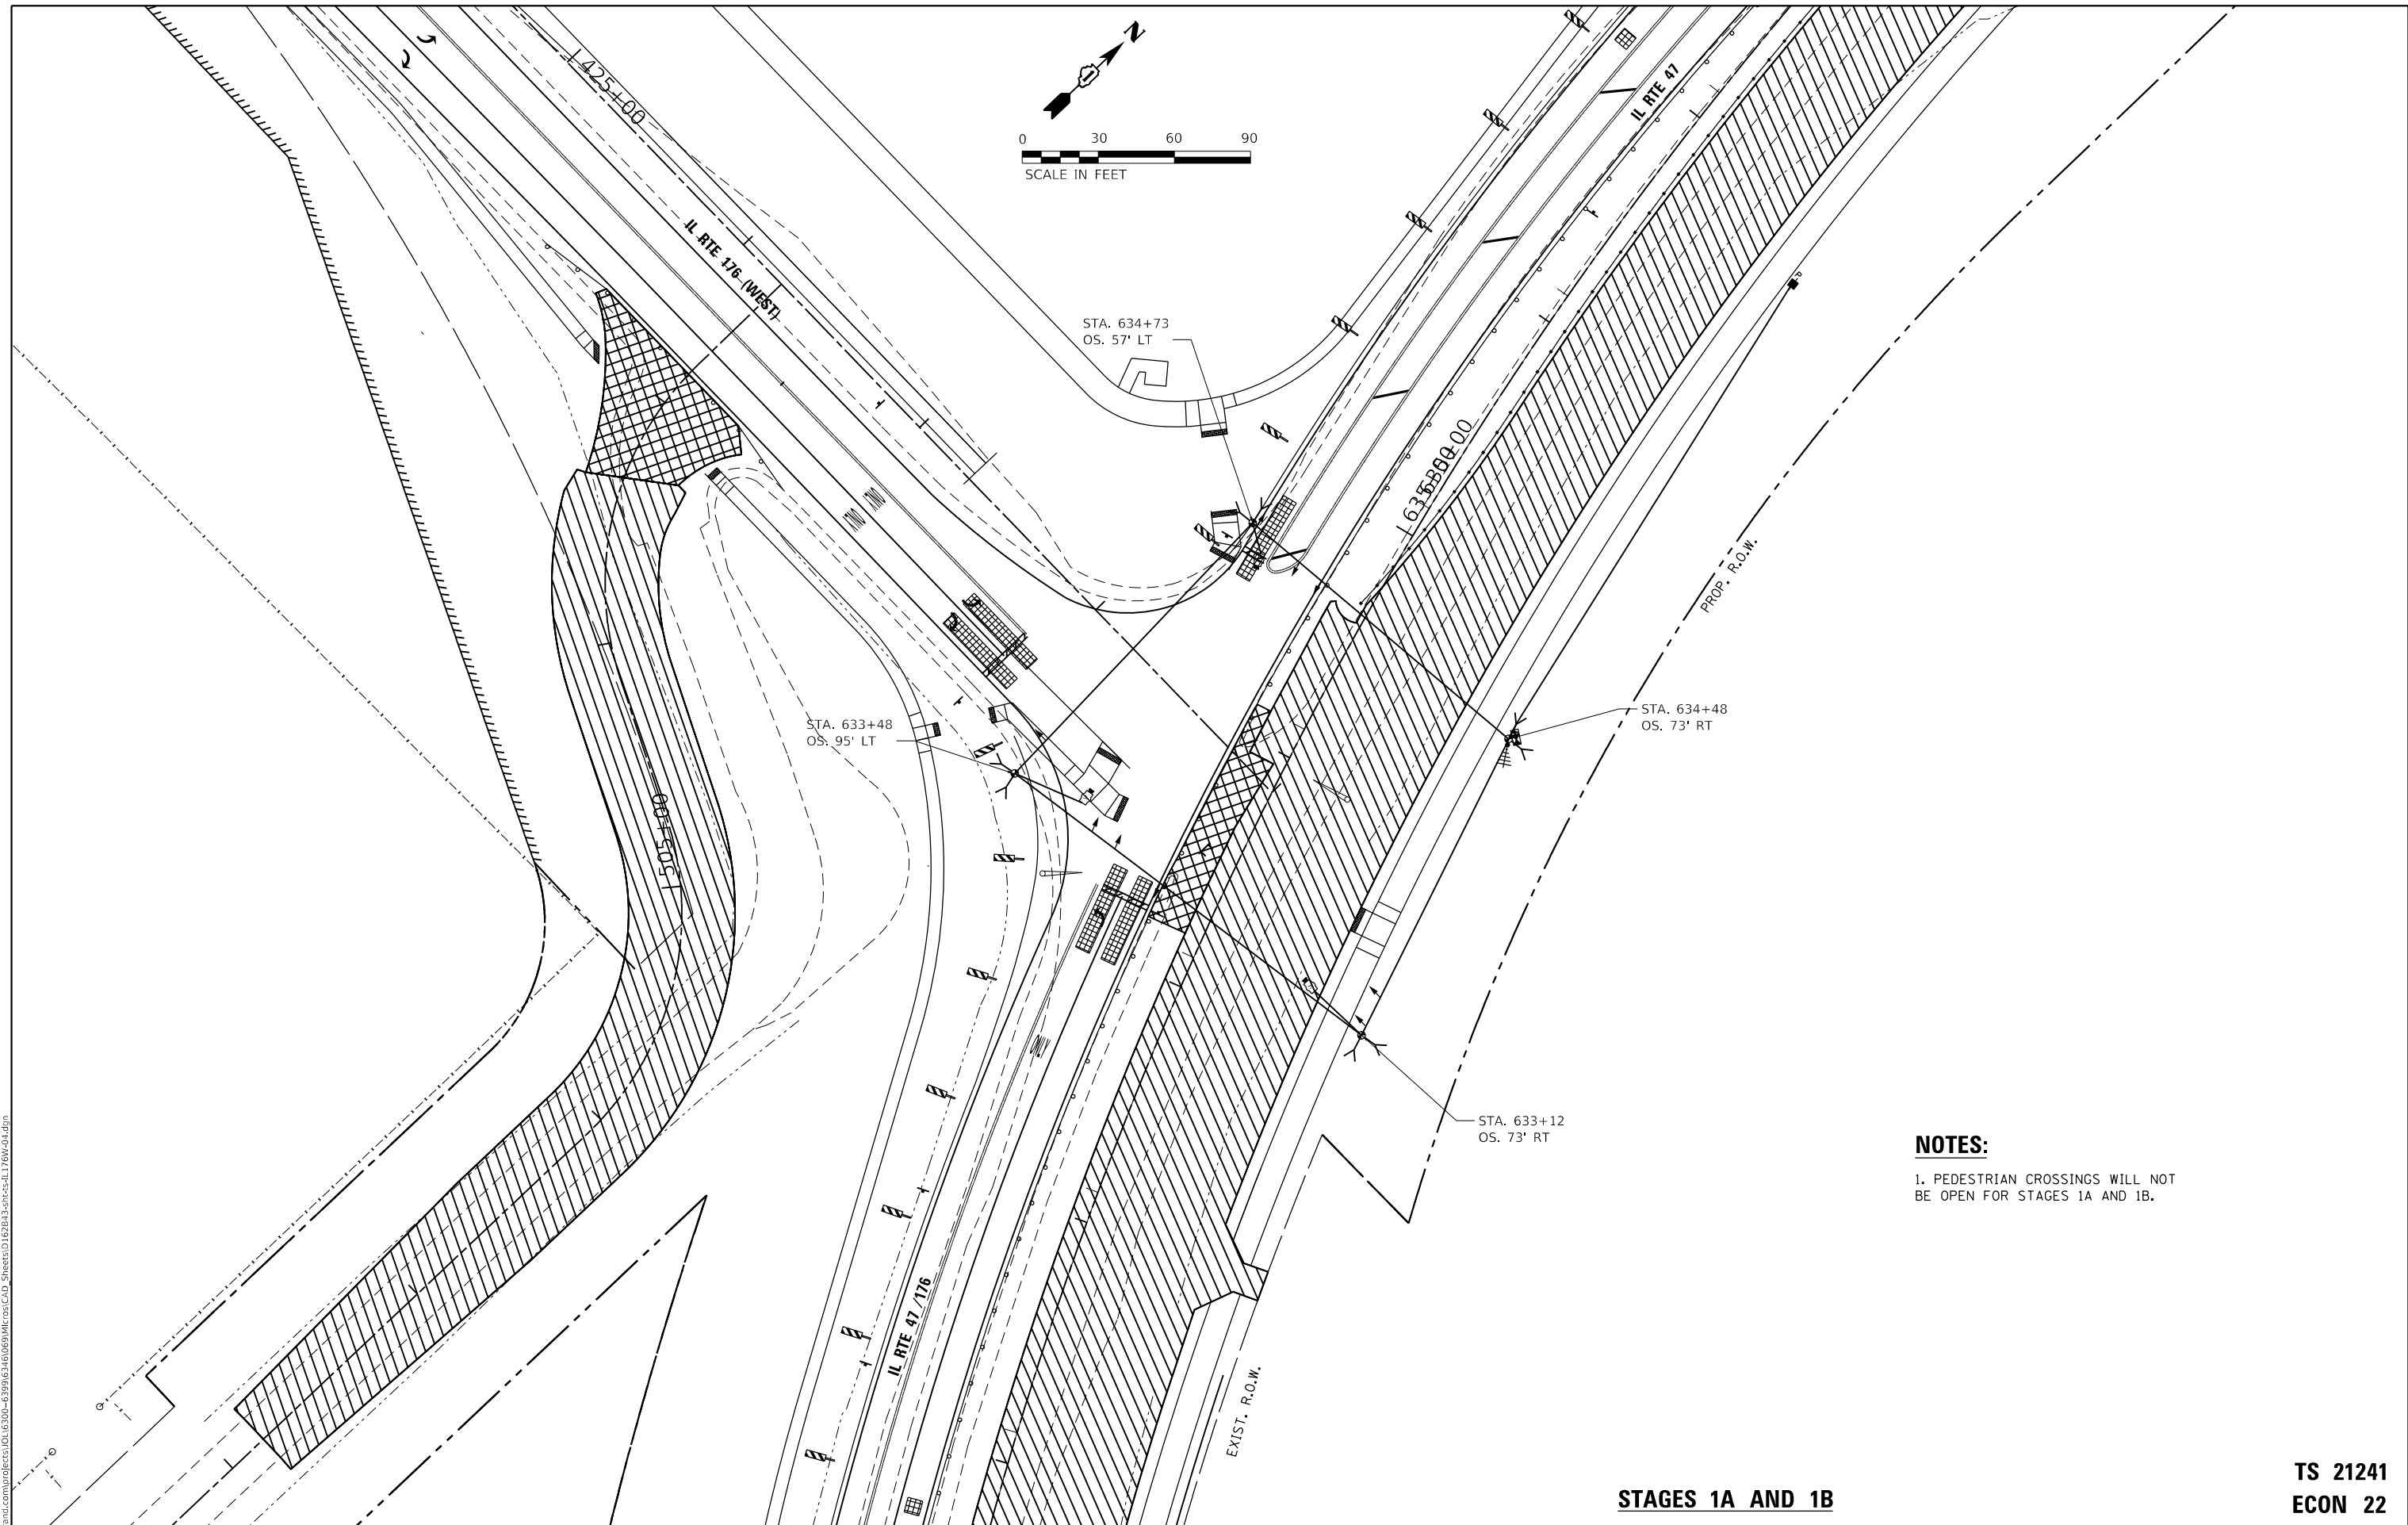 N
0 30 60 90
SCALE IN FEET
425+00
IL RTE 176 (WEST)
IL RTE 47
STA. 634+73
OS. 57' LT
635+00
PROP. R.O.W.
STA. 633+48
OS. 95' LT
STA. 634+48
OS. 73' RT
505+00
STA. 633+12
OS. 73' RT
NOTES:
1. PEDESTRIAN CROSSINGS WILL NOT
BE OPEN FOR STAGES 1A AND 1B.
IL RTE 47 /176
EXIST. R.O.W.
STAGES 1A AND 1B
TS 21241
ECON 22